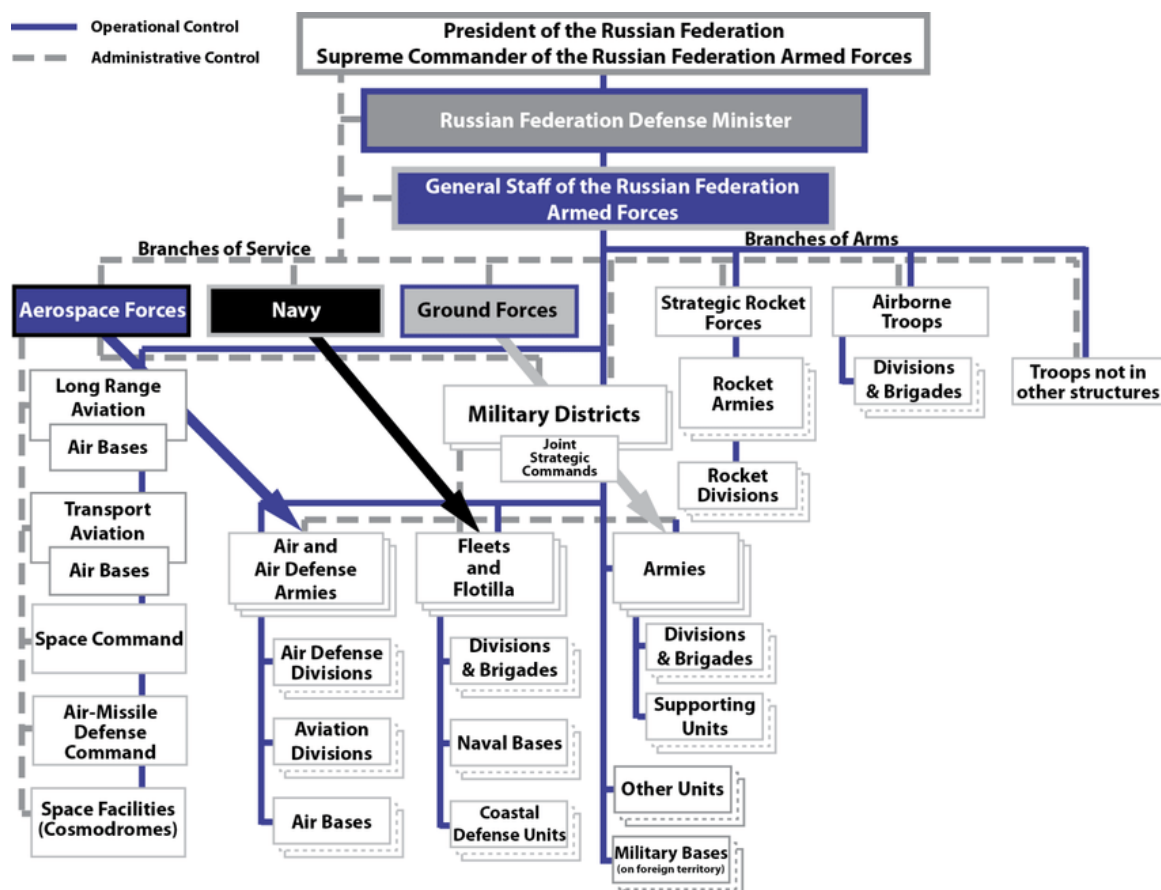 Operational Control
Administrative Control
President of the Russian Federation
Supreme Commander of the Russian Federation Armed Forces
Russian Federation Defense Minister
General Staff of the Russian Federation
Armed Forces
Branches of Service
Branches of Arms
Aerospace Forces
Navy
Ground Forces
Strategic Rocket
Forces
Airborne
Troops
Troops not in
other structures
Rocket
Armies
Rocket
Divisions
Divisions
& Brigades
Military Districts
Joint
Strategic
Commands
Long Range
Aviation
Air Bases
Transport
Aviation
Air Bases
Space Command
Air-Missile
Defense
Command
Space Facilities
(Cosmodromes)
Air and
Air Defense
Armies
Air Defense
Divisions
Aviation
Divisions
Air Bases
Fleets
and
Flotilla
Divisions
& Brigades
Naval Bases
Coastal
Defense Units
Armies
Divisions
& Brigades
Supporting
Units
Other Units
Military Bases
(on foreign territory)